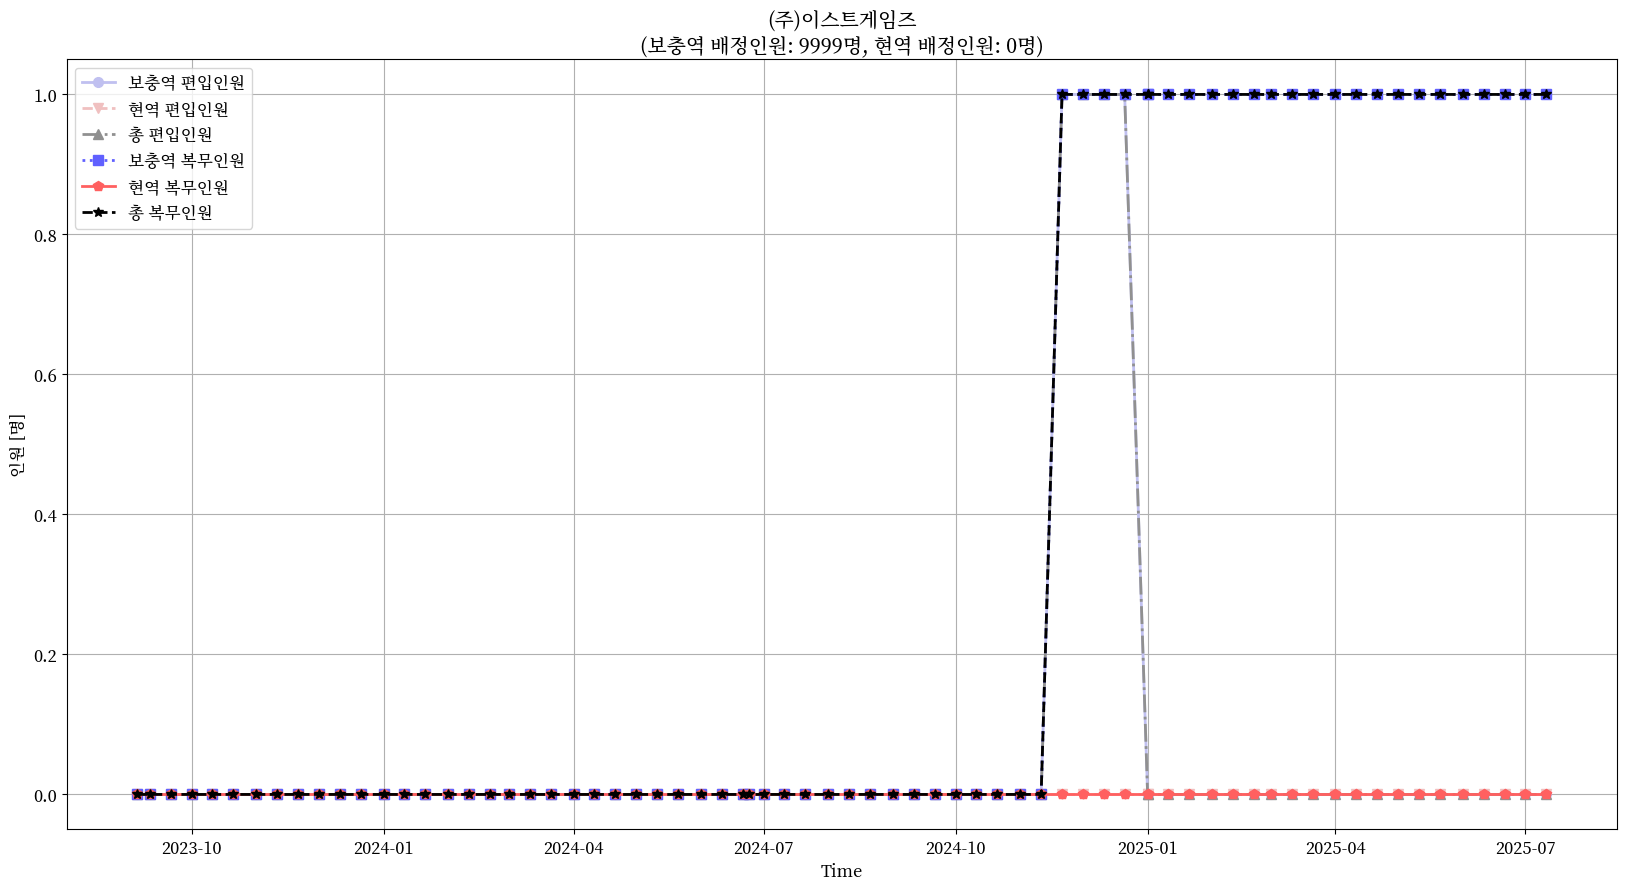 (주)이스트게임즈
(보충역 배정인원: 9999명, 현역 배정인원: 0명)
보충역 편입인원
현역 편입인원
총 편입인원
보충역 복무인원
현역 복무인원
총 복무인원
1.0
0.8
0.6
0.4
0.2
0.0
인원 [명]
2023-10
2024-01
2024-04
2024-07
2024-10
2025-01
2025-04
2025-07
Time